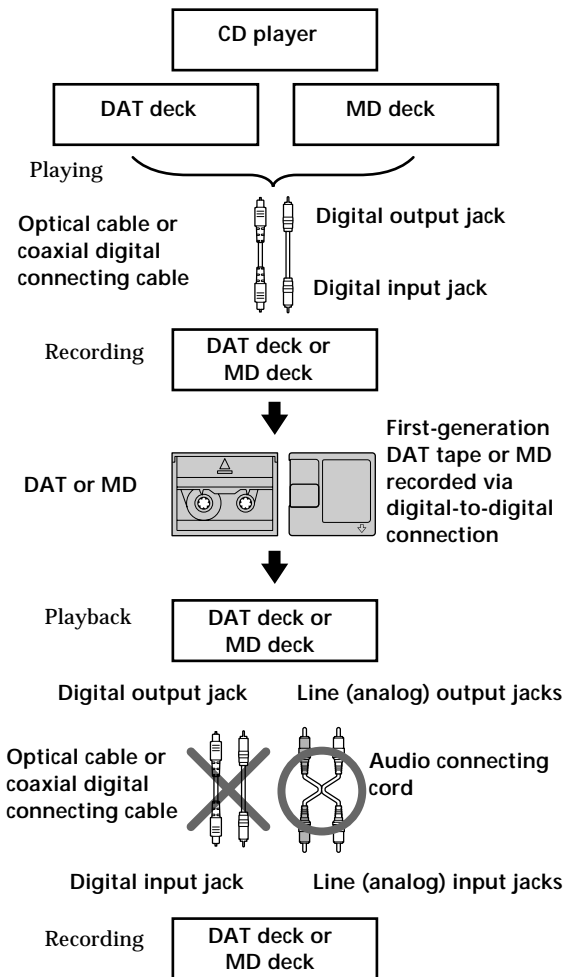 CD player
DAT deck
MD deck
Playing
Optical cable or
coaxial digital
connecting cable
Digital output jack
Digital input jack
Recording
DAT deck or
MD deck
DAT or MD
First-generation
DAT tape or MD
recorded via
digital-to-digital
connection
Playback
DAT deck or
MD deck
Digital output jack
Line (analog) output jacks
Optical cable or
coaxial digital
connecting cable
Audio connecting
cord
Digital input jack
Line (analog) input jacks
Recording
DAT deck or
MD deck